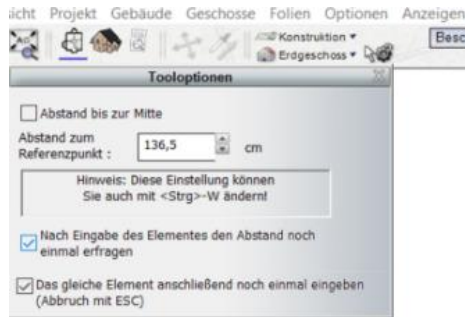 icht Projekt Gebäude Geschosse Folien Optionen Anzeigen
Konstruktion
Erdgeschoss
Besc
Tooloptionen
Abstand bis zur Mitte
Abstand zum
Referenzpunkt :
136,5 cm
Hinweis: Diese Einstellung können
Sie auch mit <Strg>-W ändern!
Nach Eingabe des Elementes den Abstand noch
einmal erfragen
Das gleiche Element anschließend noch einmal eingeben
(Abbruch mit ESC)